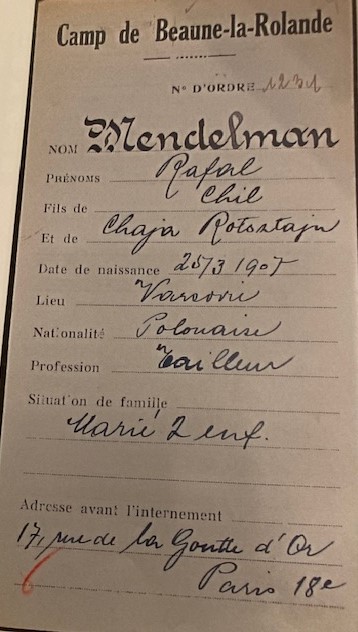 Camp de Beaune-la-Rolande
N° D'ORDRE 1231
NOM Mendelman
PRÉNOMS Rafal
Fils de Chil
Et de Chaja Rotsztajn
Date de naissance 25/3 1907
Lieu Varsovie
Nationalité Polonaise
Profession Tailleur
Situation de famille
Marié 2 enf.
Adresse avant l'internement
17, rue de la Goutte d'Or
Paris 18e